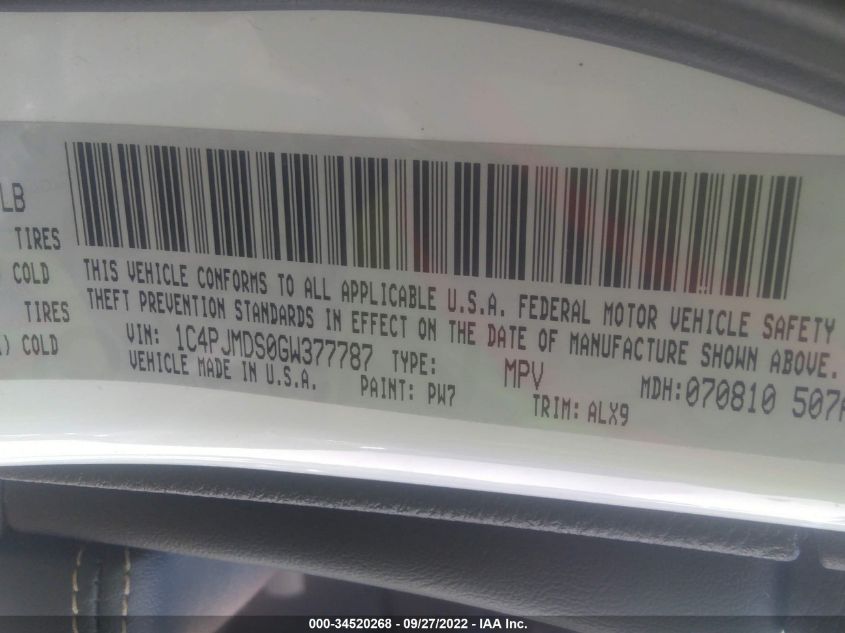 LB
TIRES
COLD
TIRES
) COLD
THIS VEHICLE CONFORMS TO ALL APPLICABLE U.S.A. FEDERAL MOTOR VEHICLE SAFETY
THEFT PREVENTION STANDARDS IN EFFECT ON THE DATE OF MANUFACTURE SHOWN ABOVE.
VIN: 1C4PJMDS0GW377787 TYPE: MPV MDH:070810 507
VEHICLE MADE IN U.S.A. PAINT: PW7 TRIM: ALX9
000-34520268 - 09/27/2022 - IAA Inc.